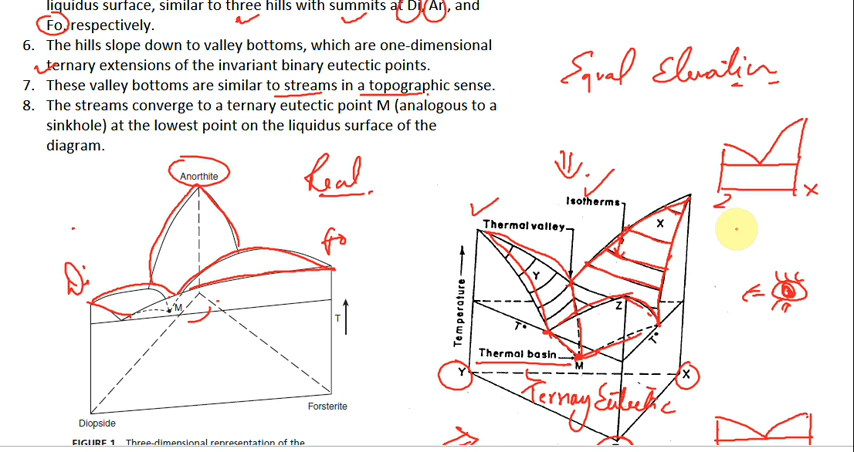 liquidus surface, similar to three hills with summits at Di, An, and
Fo, respectively.
6. The hills slope down to valley bottoms, which are one-dimensional
ternary extensions of the invariant binary eutectic points.
7. These valley bottoms are similar to streams in a topographic sense.
8. The streams converge to a ternary eutectic point M (analogous to a
sinkhole) at the lowest point on the liquidus surface of the
diagram.
Equal Elevation
Anorthite
Real
Di
Fo
M
T
Forsterite
Diopside
FIGURE 1 Three-dimensional representation of the
Isotherms
Thermal valley
X
Y
Z
Temperature
T°
T°
Thermal basin
M
Y
X
Ternay Eutectic
Z
X